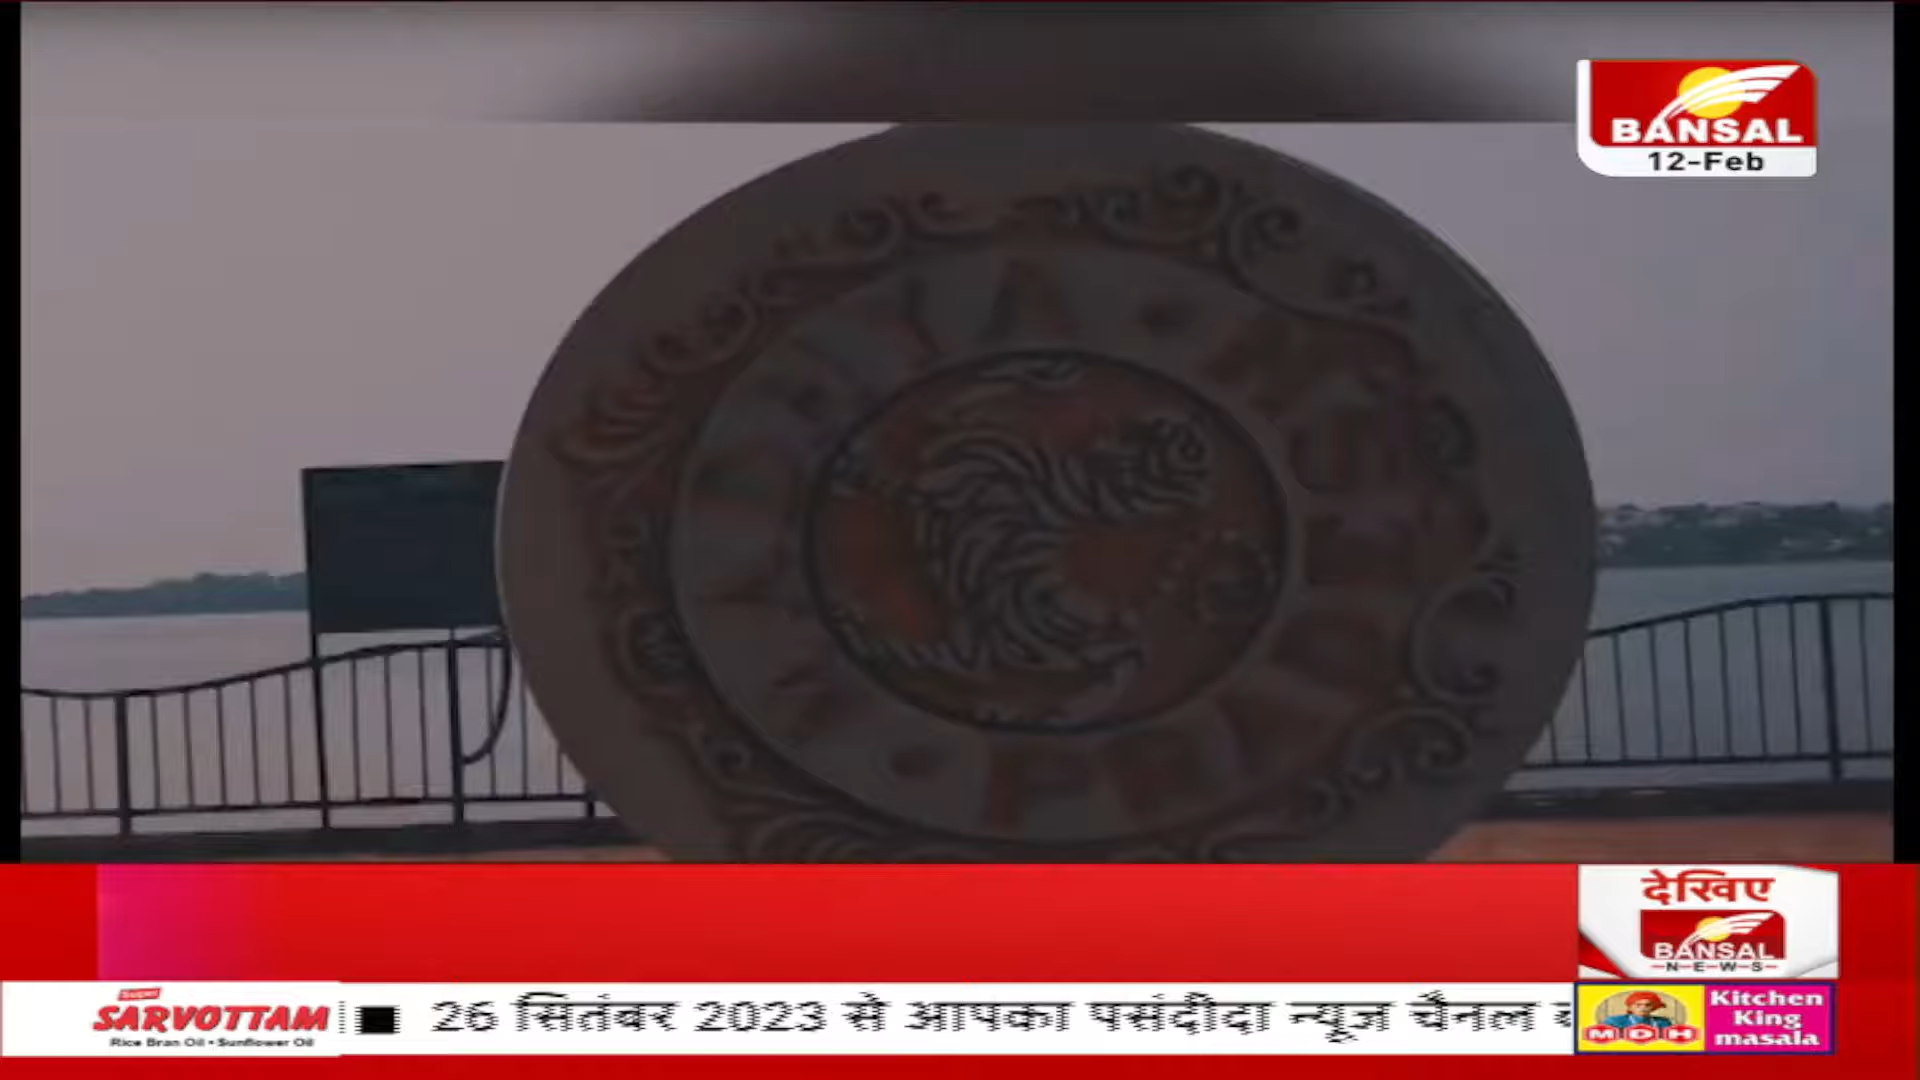 BANSAL
12-Feb
देखिए
BANSAL
N-E-W-S
Super
SARVOTTAM
Rice Bran Oil • Sunflower Oil
■ 26 सितंबर 2023 से आपका पसंदीदा न्यूज चैनल
MDH
Kitchen
King
masala